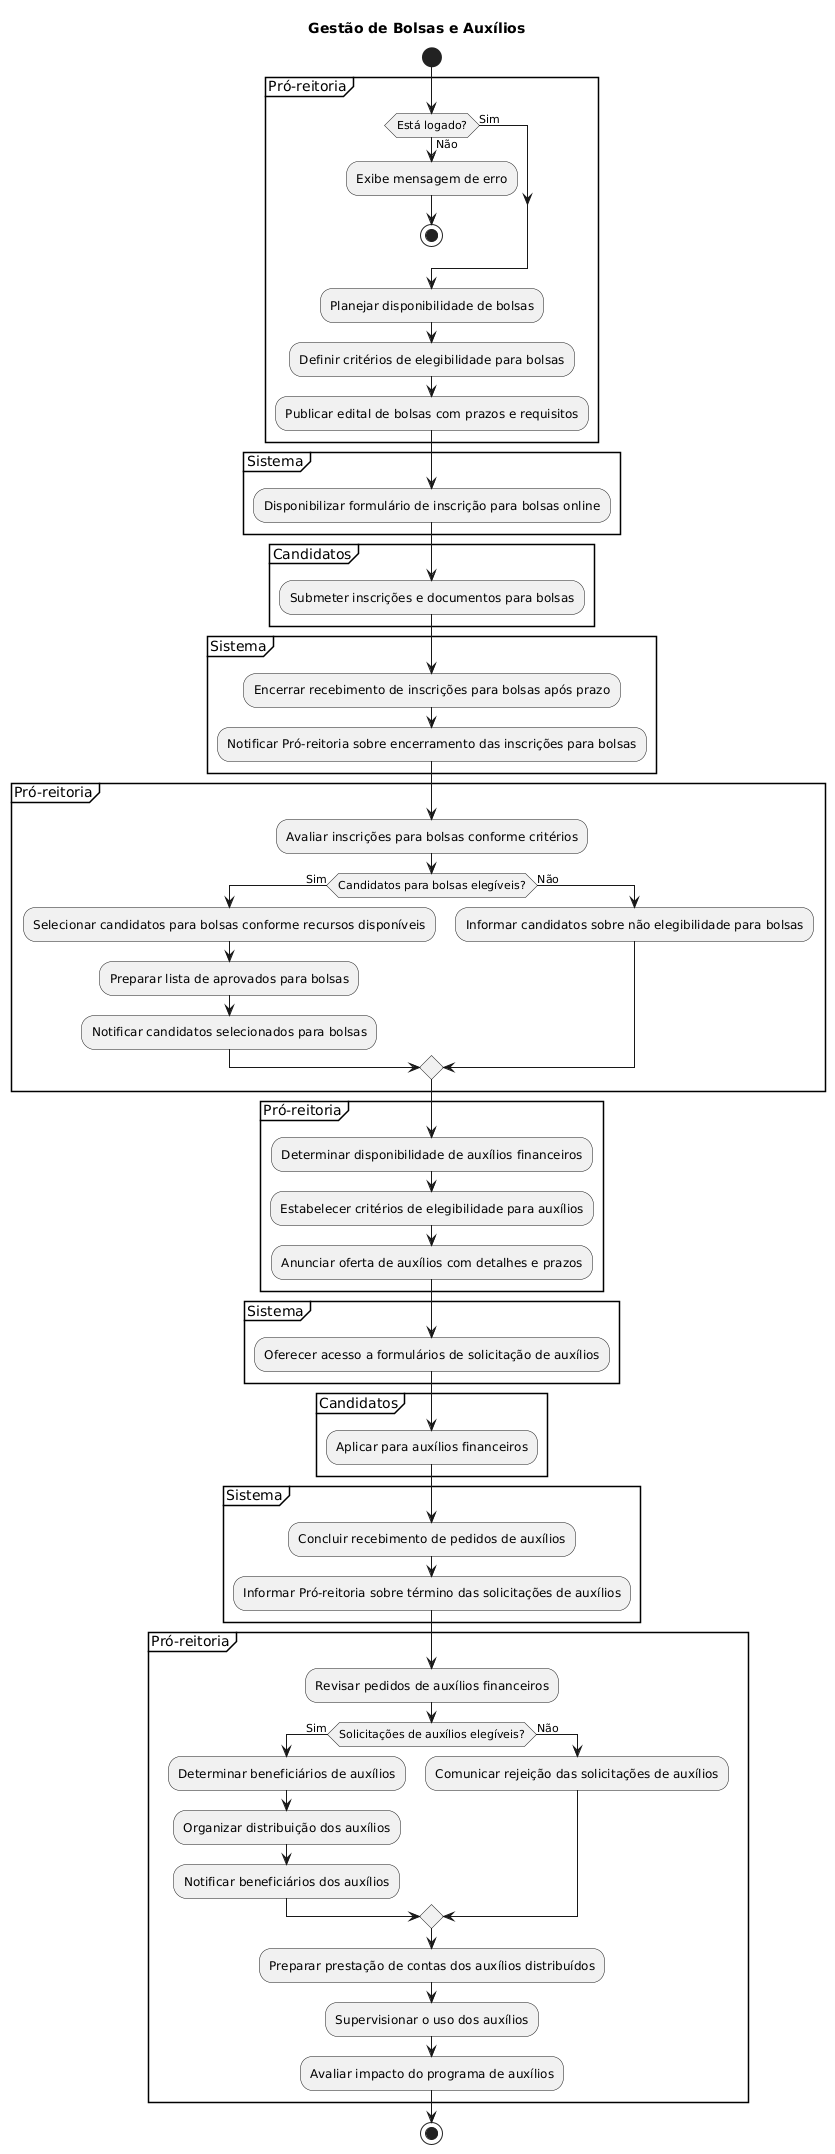 Gestão de Bolsas e Auxílios
Pró-reitoria
Está logado?
Sim
Não
Exibe mensagem de erro
Planejar disponibilidade de bolsas
Definir critérios de elegibilidade para bolsas
Publicar edital de bolsas com prazos e requisitos
Sistema
Disponibilizar formulário de inscrição para bolsas online
Candidatos
Submeter inscrições e documentos para bolsas
Sistema
Encerrar recebimento de inscrições para bolsas após prazo
Notificar Pró-reitoria sobre encerramento das inscrições para bolsas
Pró-reitoria
Avaliar inscrições para bolsas conforme critérios
Sim
Candidatos para bolsas elegíveis?
Não
Selecionar candidatos para bolsas conforme recursos disponíveis
Informar candidatos sobre não elegibilidade para bolsas
Preparar lista de aprovados para bolsas
Notificar candidatos selecionados para bolsas
Pró-reitoria
Determinar disponibilidade de auxílios financeiros
Estabelecer critérios de elegibilidade para auxílios
Anunciar oferta de auxílios com detalhes e prazos
Sistema
Oferecer acesso a formulários de solicitação de auxílios
Candidatos
Aplicar para auxílios financeiros
Sistema
Concluir recebimento de pedidos de auxílios
Informar Pró-reitoria sobre término das solicitações de auxílios
Pró-reitoria
Revisar pedidos de auxílios financeiros
Sim
Solicitações de auxílios elegíveis?
Não
Determinar beneficiários de auxílios
Comunicar rejeição das solicitações de auxílios
Organizar distribuição dos auxílios
Notificar beneficiários dos auxílios
Preparar prestação de contas dos auxílios distribuídos
Supervisionar o uso dos auxílios
Avaliar impacto do programa de auxílios